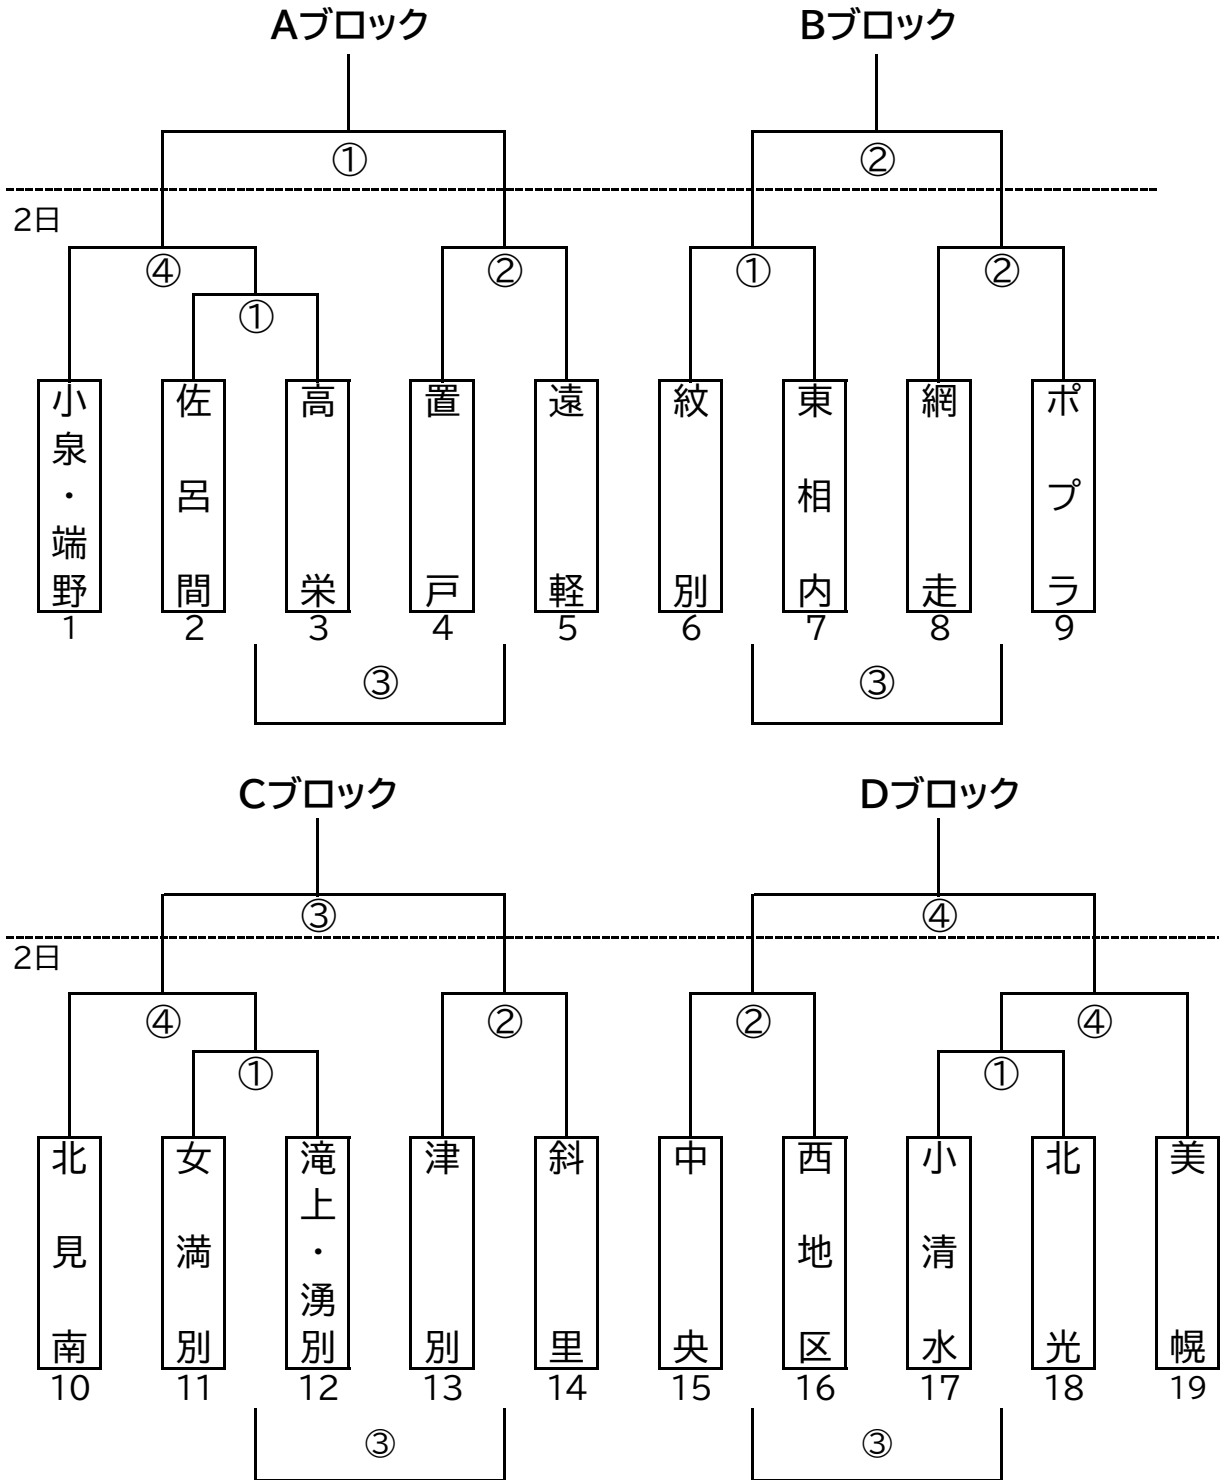 Aブロック
Bブロック
①
②
2日
④
②
①
②
①
小泉・端野
佐呂間
高栄
置戸
遠軽
紋別
東相内
網走
ポプラ
1
2
3
4
5
6
7
8
9
③
③
Cブロック
Dブロック
③
④
2日
④
②
②
④
①
①
北見南
女満別
滝上・湧別
津別
斜里
中央
西地区
小清水
北光
美幌
10
11
12
13
14
15
16
17
18
19
③
③